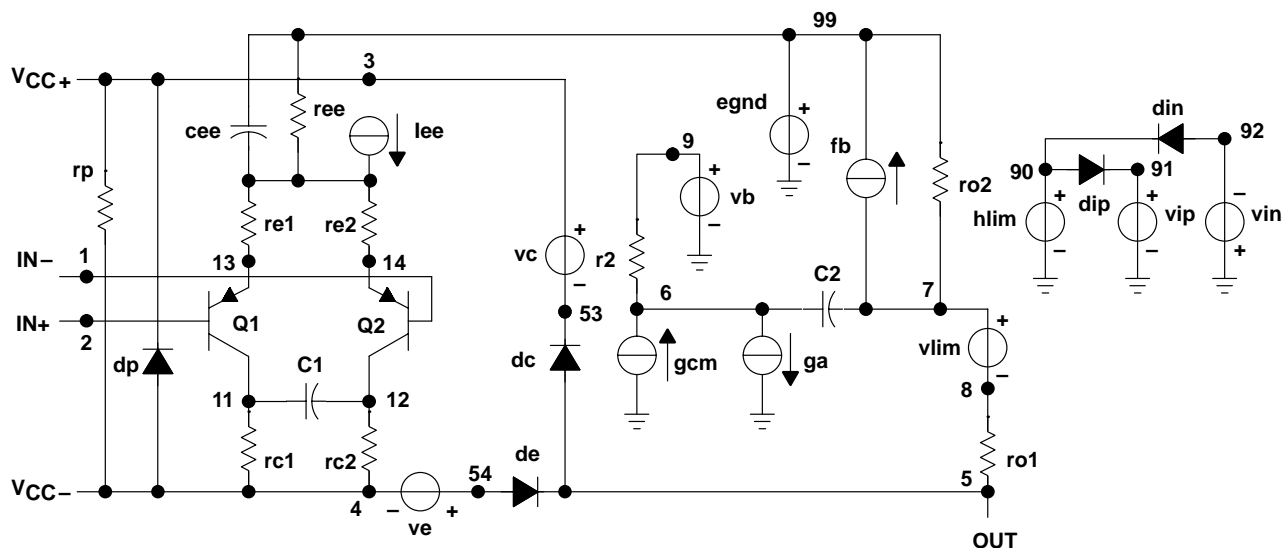 99
VCC+
3
ree
cee
Iee
egnd
+
−
fb
din
92
9
+
vb
−
90
91
rp
ro2
hlim
+
−
dip
+
vip
−
−
vin
+
re1
re2
vc
+
−
r2
1
IN−
13
14
IN+
2
Q1
Q2
53
6
C2
7
dp
C1
dc
gcm
ga
vlim
+
−
8
11
12
rc1
rc2
54
de
ro1
VCC−
4
−
ve
+
5
OUT